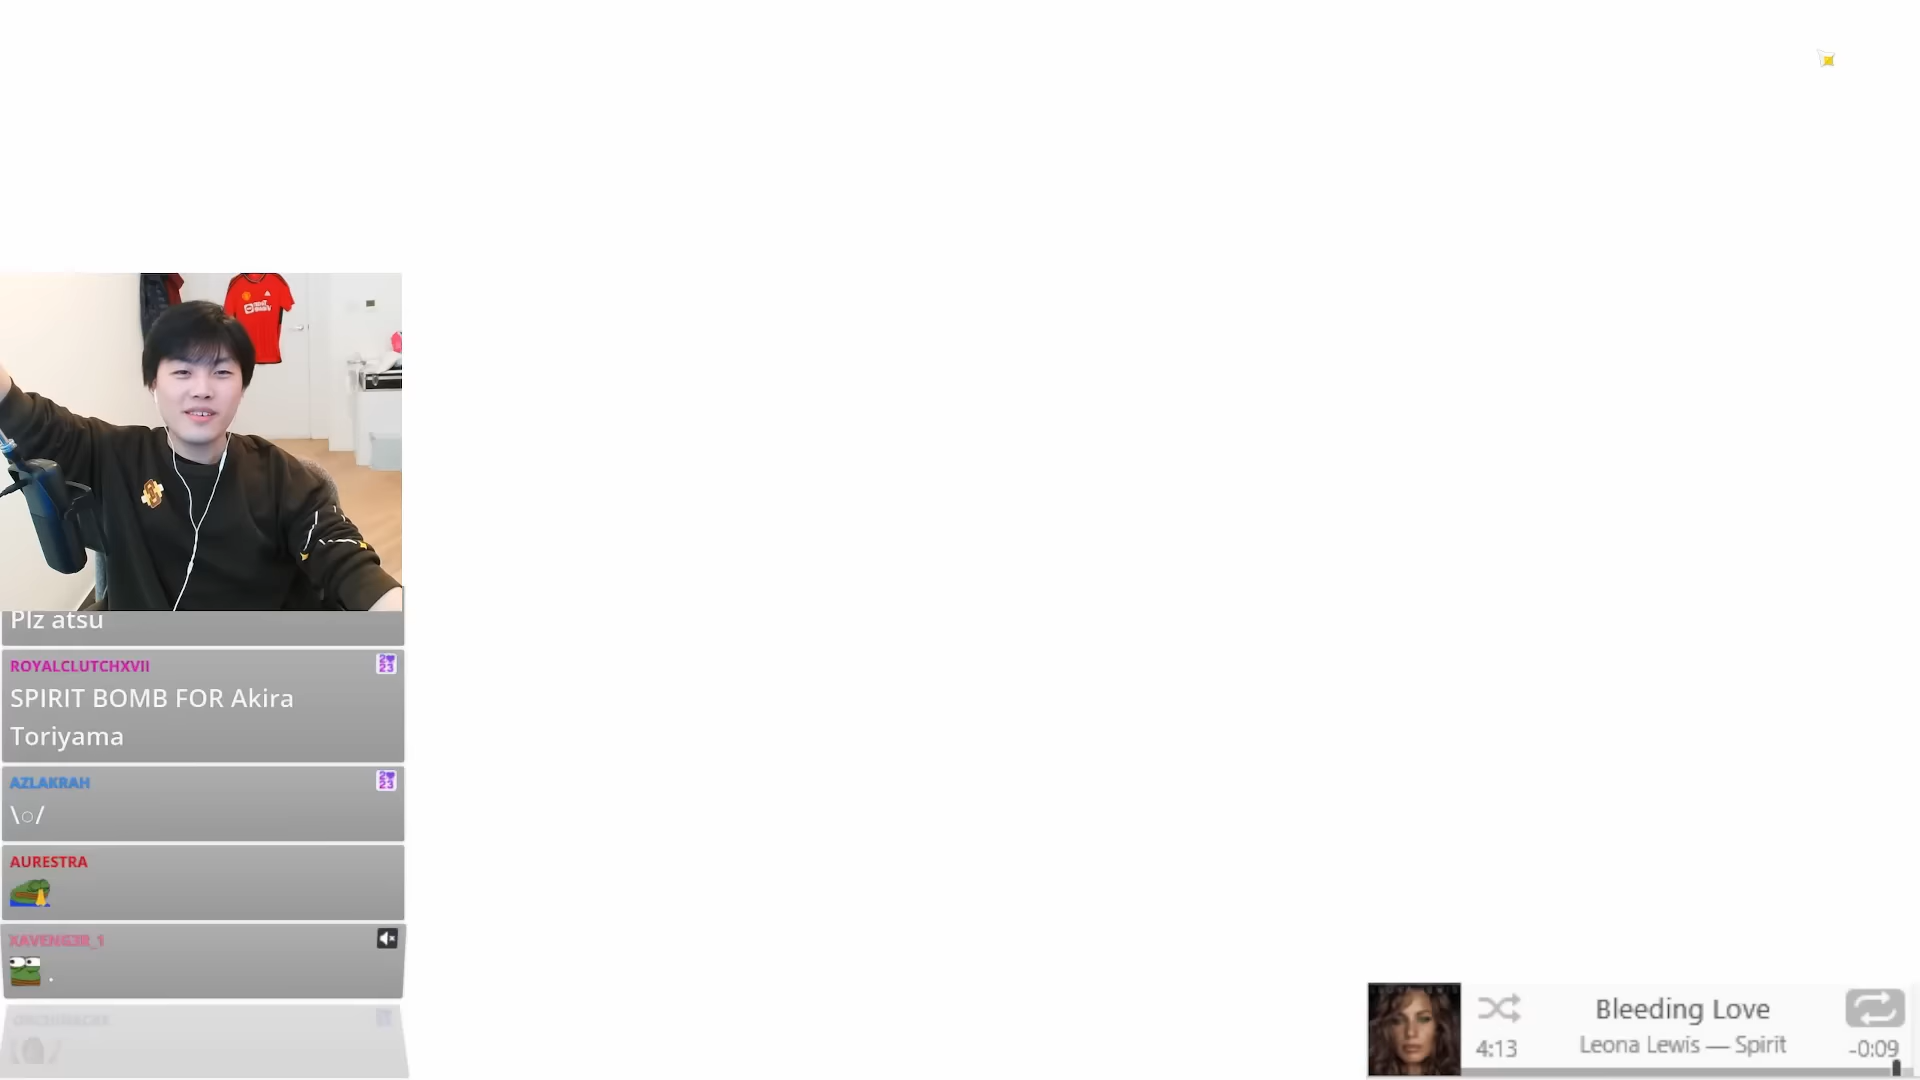 Plz atsu
ROYALCLUTCHXVII
SPIRIT BOMB FOR Akira
Toriyama
AZLAKRAH
\○/
AURESTRA
XAVENG3R_1
.
Bleeding Love
4:13 Leona Lewis — Spirit -0:09